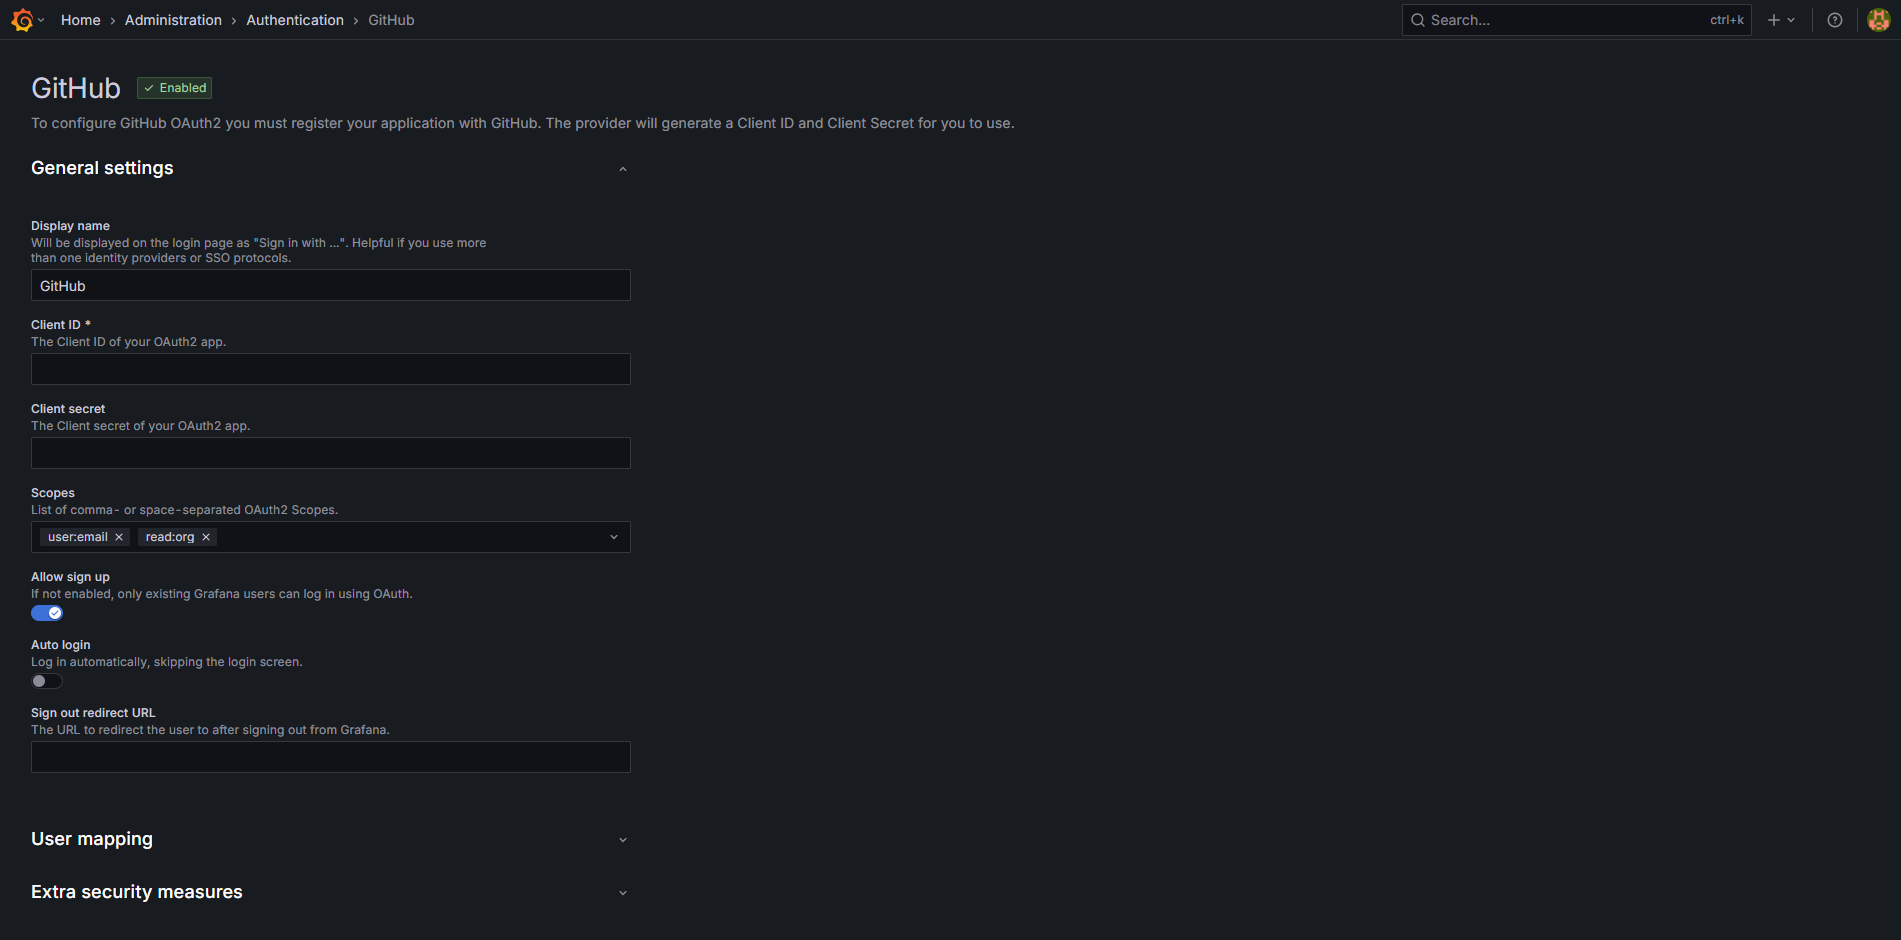 Home › Administration › Authentication › GitHub
Search...
ctrl+k
GitHub
Enabled
To configure GitHub OAuth2 you must register your application with GitHub. The provider will generate a Client ID and Client Secret for you to use.
General settings
Display name
Will be displayed on the login page as "Sign in with ...". Helpful if you use more
than one identity providers or SSO protocols.
GitHub
Client ID *
The Client ID of your OAuth2 app.
Client secret
The Client secret of your OAuth2 app.
Scopes
List of comma- or space-separated OAuth2 Scopes.
user:email read:org
Allow sign up
If not enabled, only existing Grafana users can log in using OAuth.
Auto login
Log in automatically, skipping the login screen.
Sign out redirect URL
The URL to redirect the user to after signing out from Grafana.
User mapping
Extra security measures